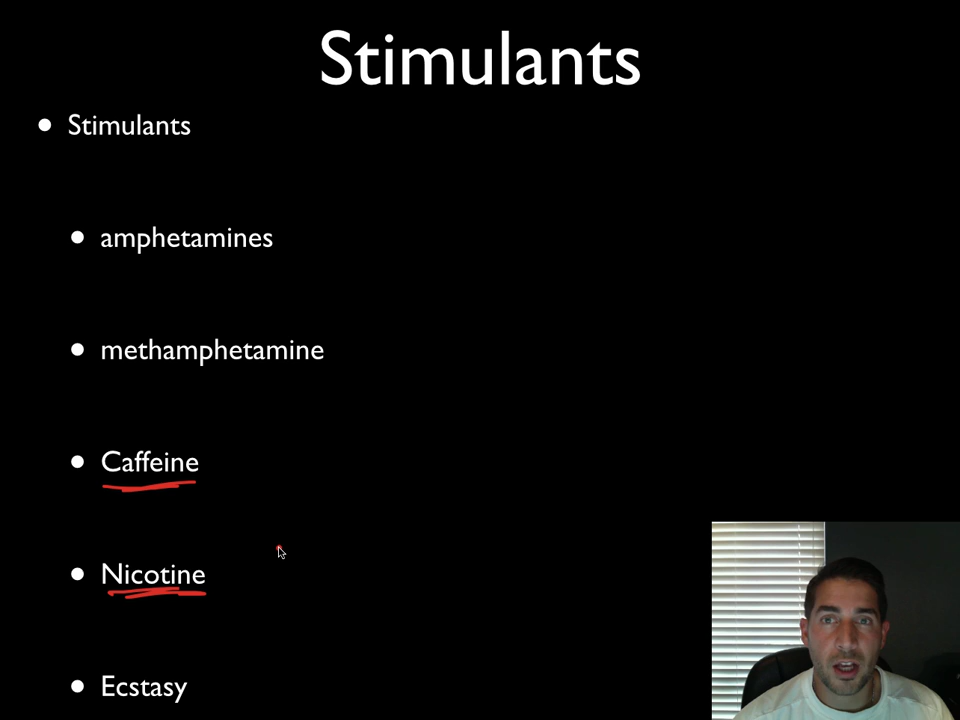 Stimulants
• Stimulants
• amphetamines
• methamphetamine
• Caffeine
• Nicotine
• Ecstasy